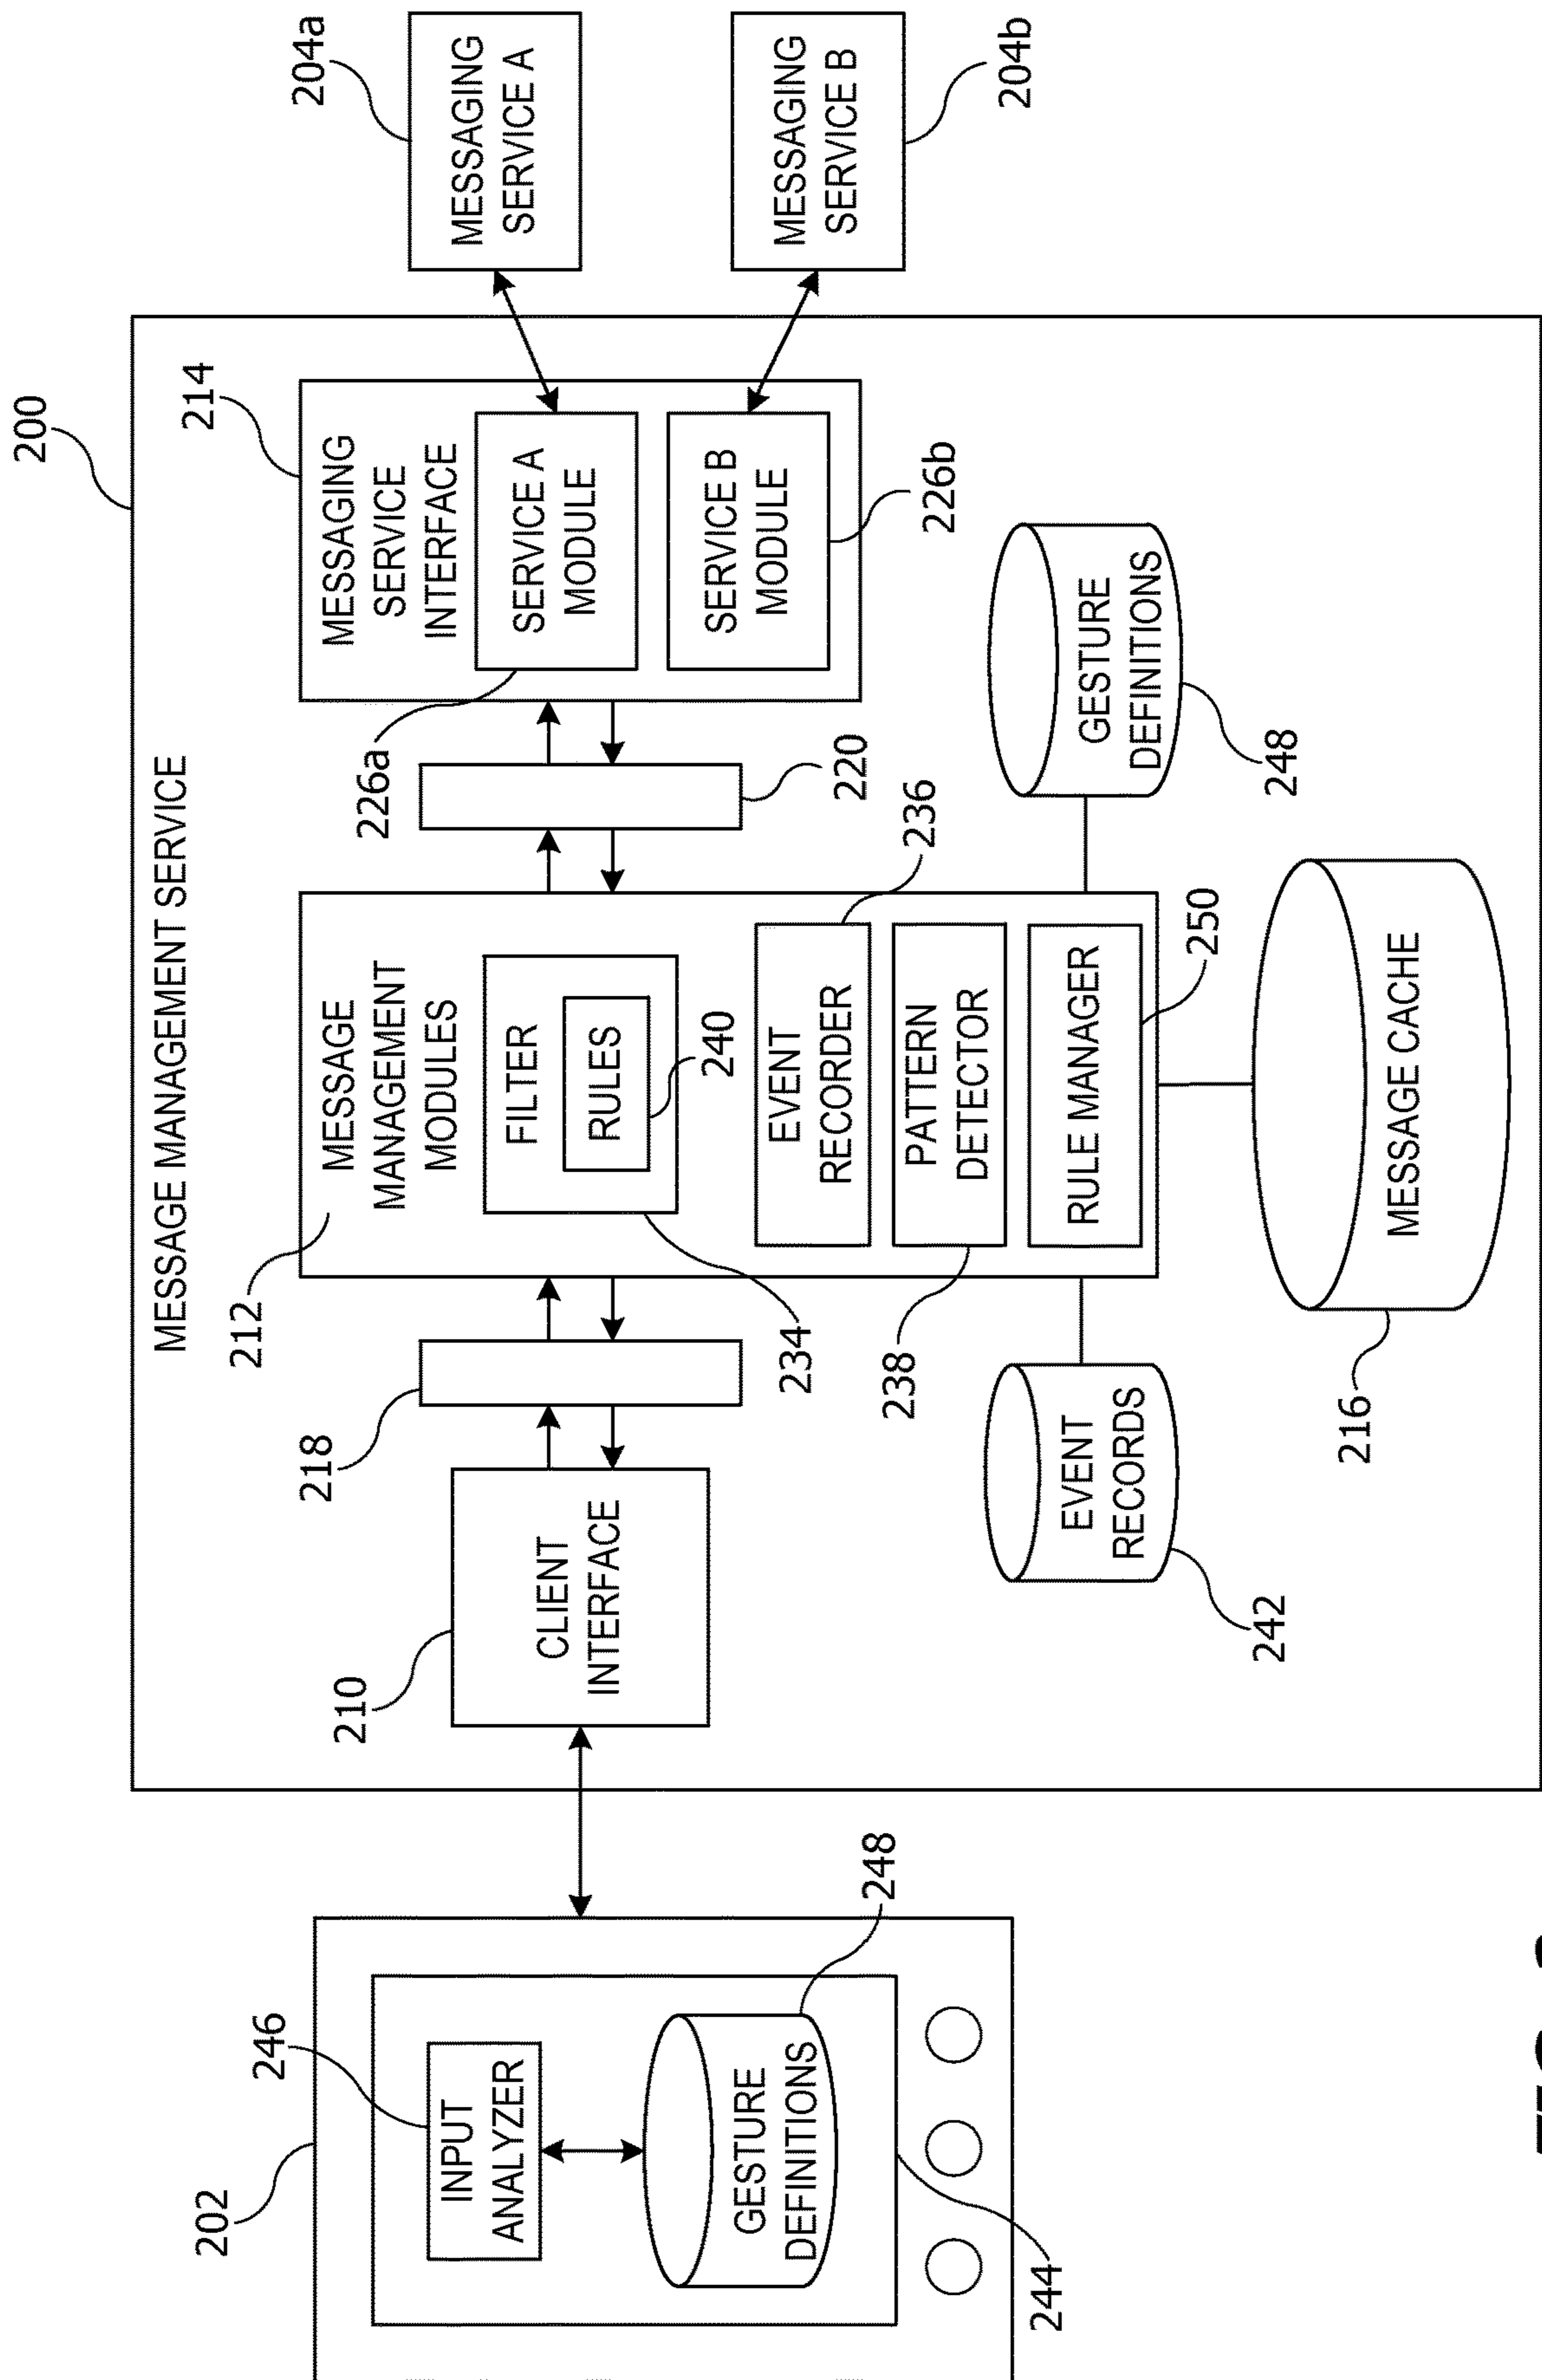 200
MESSAGE MANAGEMENT SERVICE
202
246
INPUT
ANALYZER
GESTURE
DEFINITIONS
248
244
210
CLIENT
INTERFACE
218
212
MESSAGE
MANAGEMENT
MODULES
FILTER
RULES
240
234
EVENT
RECORDER
236
PATTERN
DETECTOR
238
RULE MANAGER
250
220
214
MESSAGING
SERVICE
INTERFACE
SERVICE A
MODULE
226a
SERVICE B
MODULE
226b
204a
MESSAGING
SERVICE A
MESSAGING
SERVICE B
204b
EVENT
RECORDS
242
MESSAGE CACHE
216
GESTURE
DEFINITIONS
248